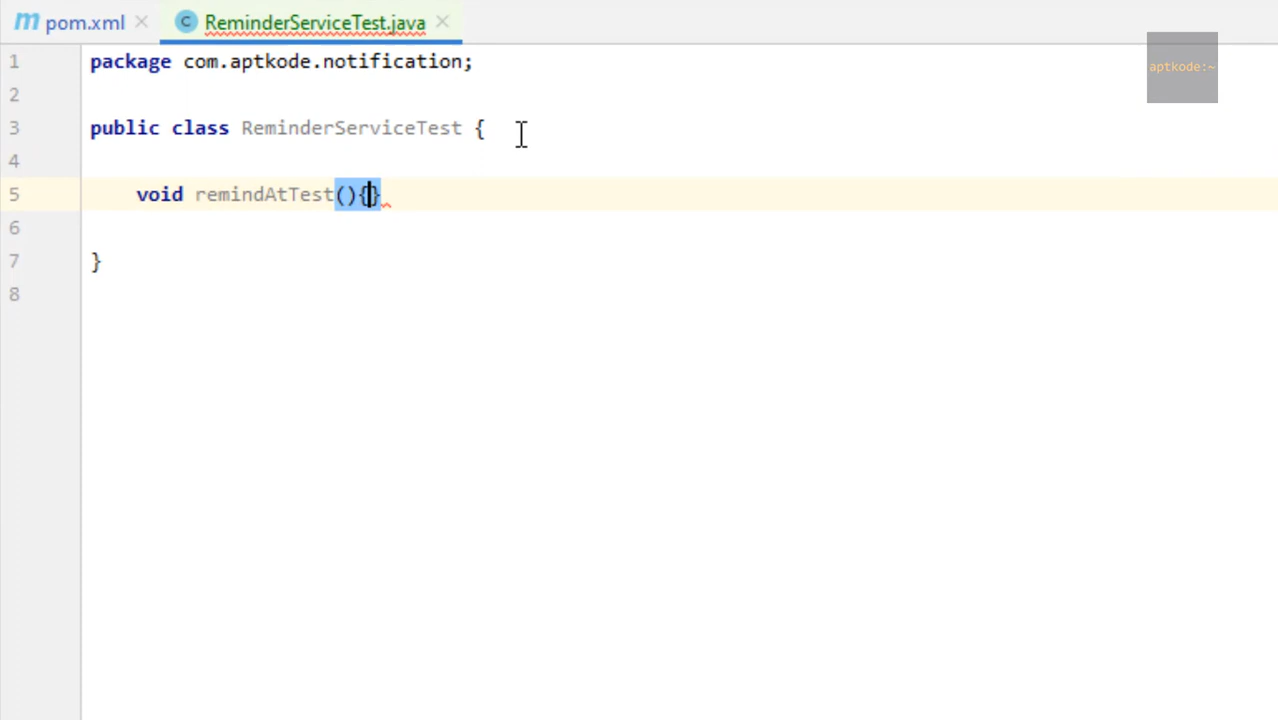 pom.xml
ReminderServiceTest.java
aptkode:~
1 package com.aptkode.notification;
2
3 public class ReminderServiceTest {
4
5 void remindAtTest(){}
6
7 }
8